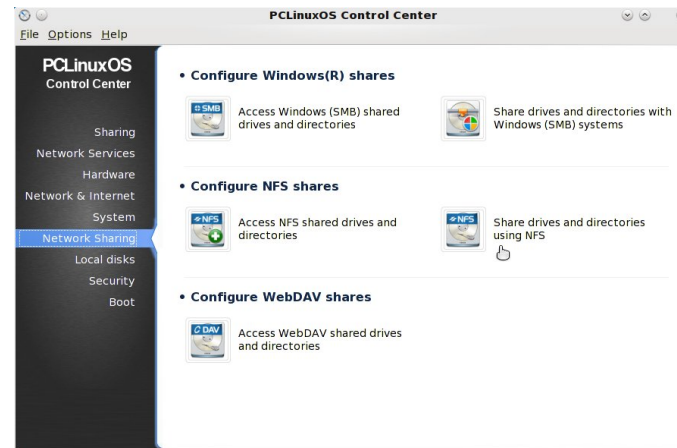 PCLinuxOS Control Center
File Options Help
PCLinuxOS
Control Center
Sharing
Network Services
Hardware
Network & Internet
System
Network Sharing
Local disks
Security
Boot
• Configure Windows(R) shares
SMB
Access Windows (SMB) shared
drives and directories
Share drives and directories with
Windows (SMB) systems
• Configure NFS shares
NFS
Access NFS shared drives and
directories
NFS
Share drives and directories
using NFS
• Configure WebDAV shares
DAV
Access WebDAV shared drives
and directories